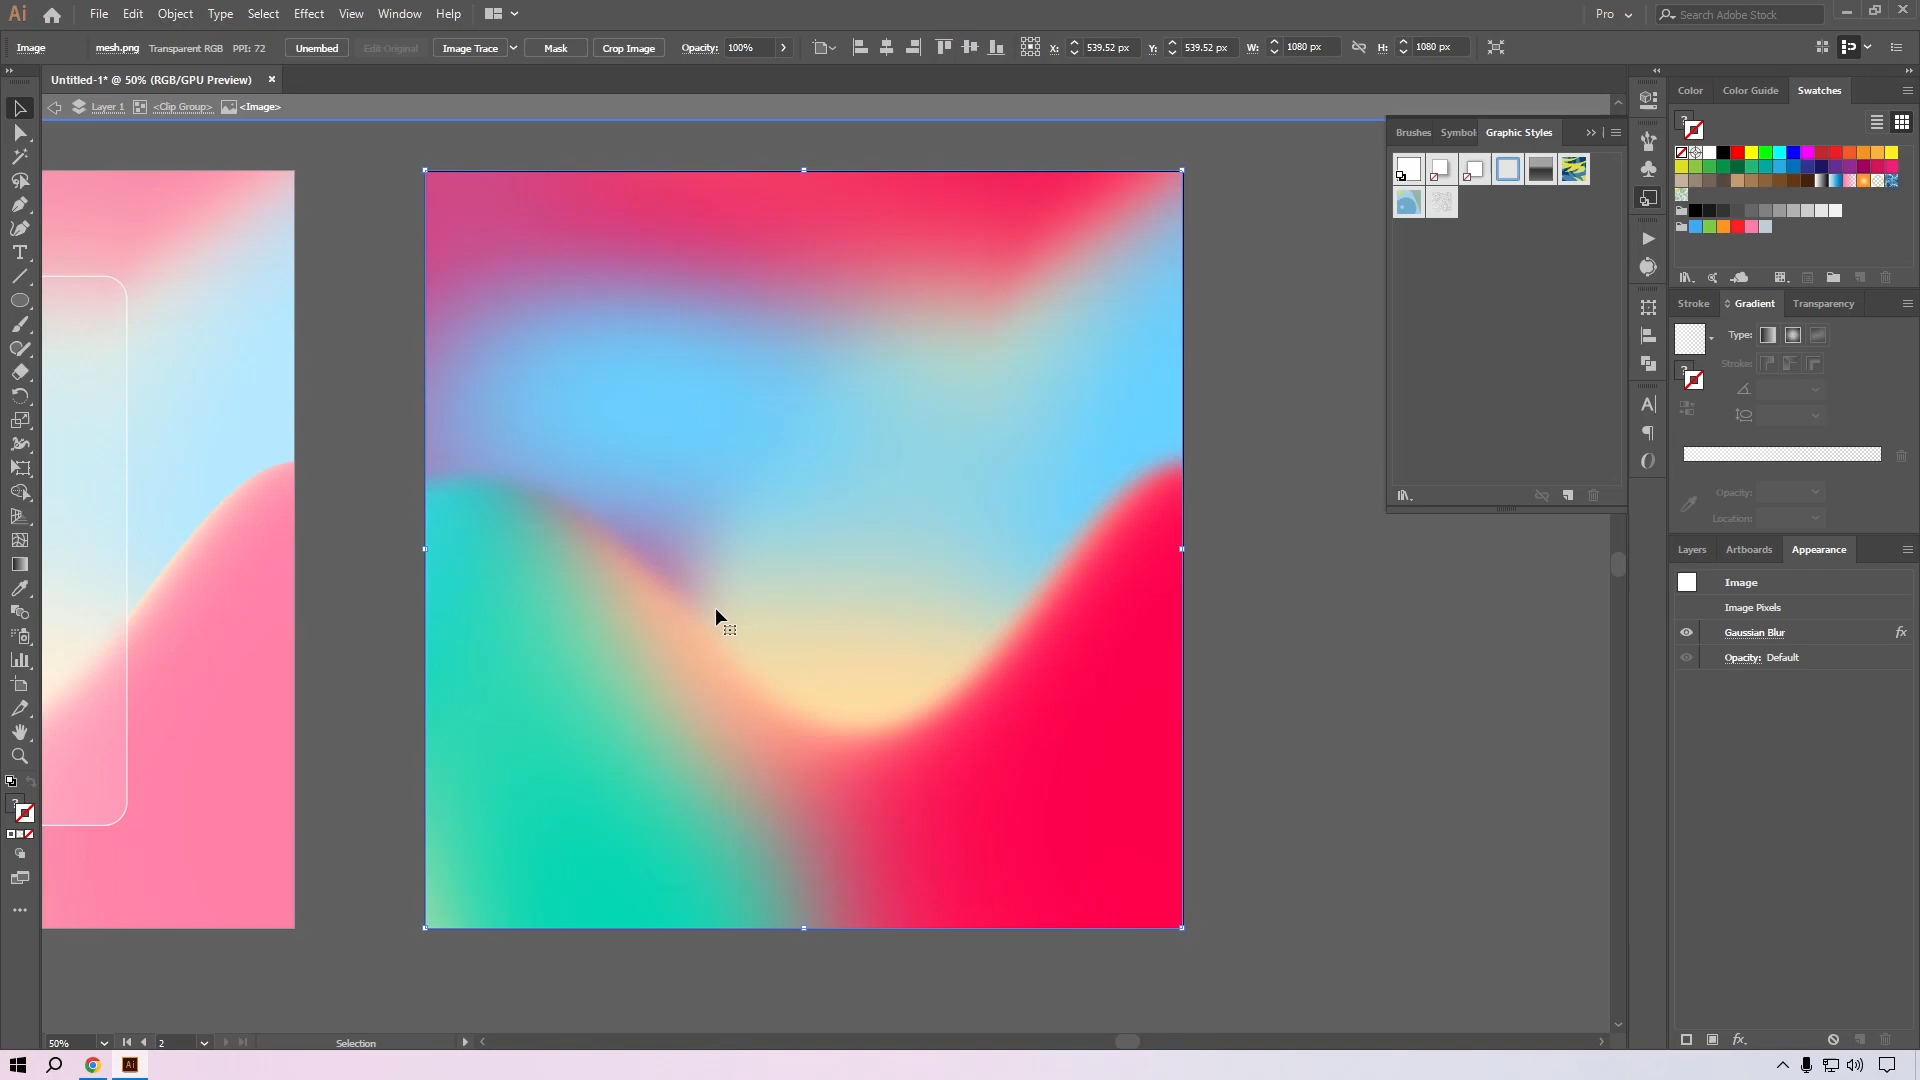 Ai File Edit Object Type Select Effect View Window Help Pro Search Adobe Stock
Image mesh.png Transparent RGB PPI: 72 Unembed Edit Original Image Trace Mask Crop Image Opacity: 100% X: 539.52 px Y: 539.52 px W: 1080 px H: 1080 px
Untitled-1* @ 50% (RGB/GPU Preview)
Layer 1 <Clip Group> <Image>
Color Color Guide Swatches
Brushes Symbol Graphic Styles
Stroke Gradient Transparency
Type:
Stroke:
Opacity:
Location:
Layers Artboards Appearance
Image
Image Pixels
Gaussian Blur fx
Opacity: Default
fx
50% 2 Selection
Ai